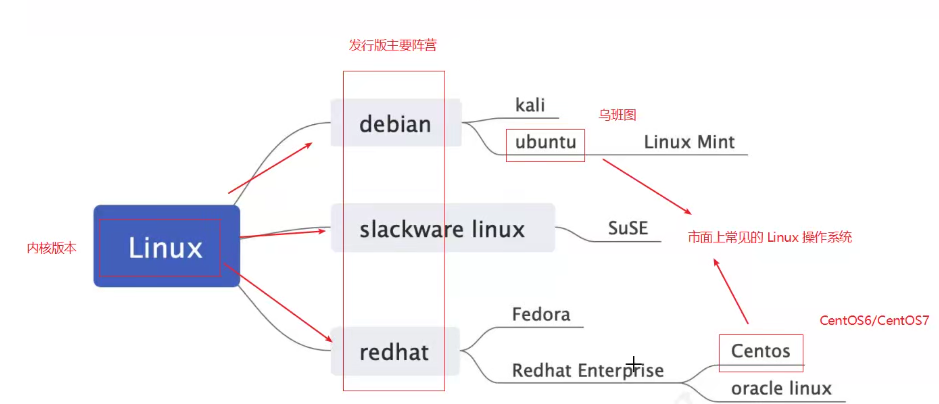 发行版主要阵营
kali
debian
乌班图
ubuntu
Linux Mint
内核版本
Linux
slackware linux
SuSE
市面上常见的 Linux 操作系统
Fedora
CentOS6/CentOS7
redhat
Centos
Redhat Enterprise
oracle linux